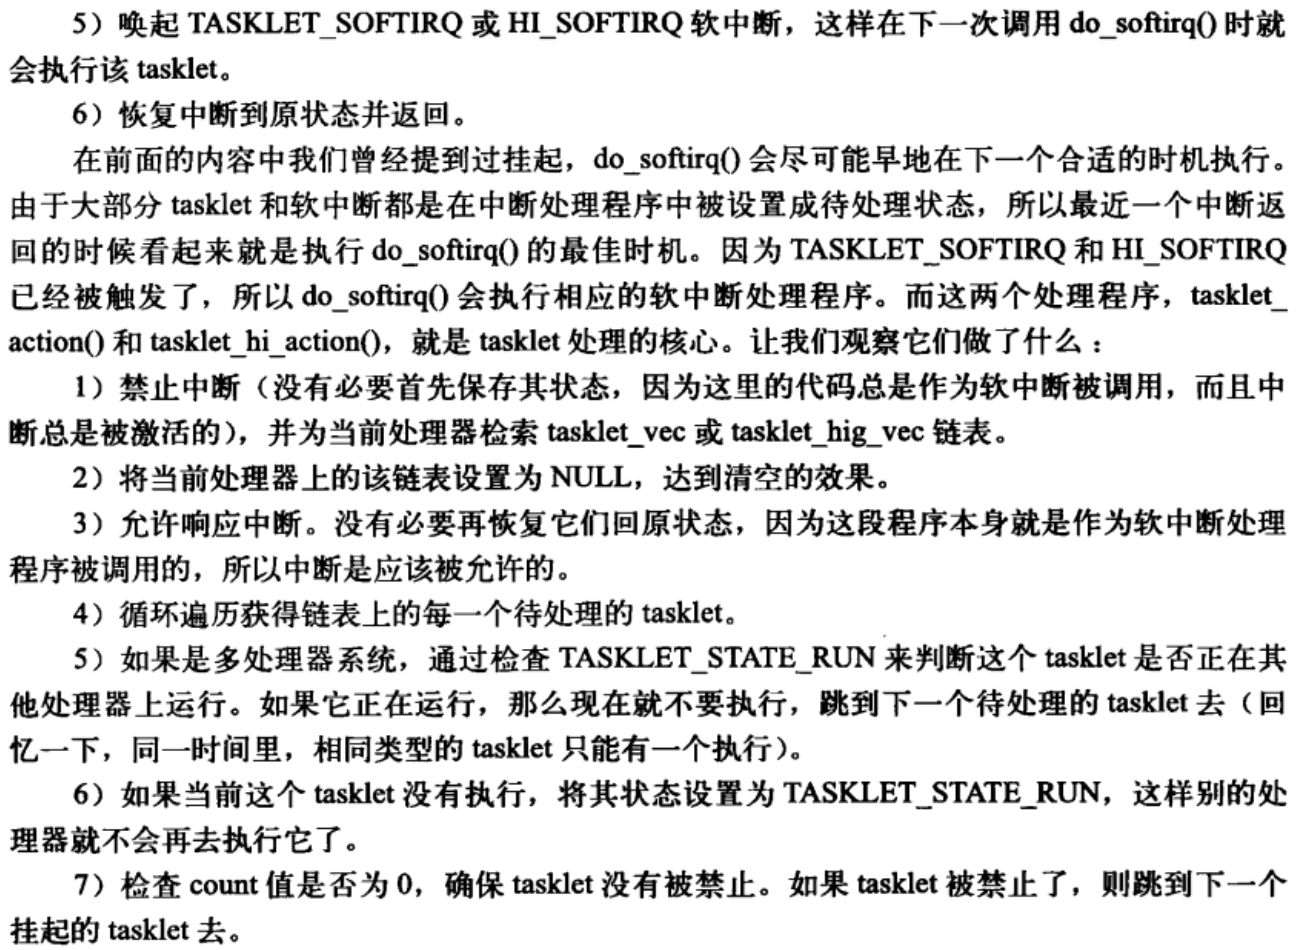 5）唤起 TASKLET_SOFTIRQ 或 HI_SOFTIRQ 软中断，这样在下一次调用 do_softirq() 时就
会执行该 tasklet。
6）恢复中断到原状态并返回。
在前面的内容中我们曾经提到过挂起，do_softirq() 会尽可能早地在下一个合适的时机执行。
由于大部分 tasklet 和软中断都是在中断处理程序中被设置成待处理状态，所以最近一个中断返
回的时候看起来就是执行 do_softirq() 的最佳时机。因为 TASKLET_SOFTIRQ 和 HI_SOFTIRQ
已经被触发了，所以 do_softirq() 会执行相应的软中断处理程序。而这两个处理程序，tasklet_
action() 和 tasklet_hi_action()，就是 tasklet 处理的核心。让我们观察它们做了什么：
1）禁止中断（没有必要首先保存其状态，因为这里的代码总是作为软中断被调用，而且中
断总是被激活的），并为当前处理器检索 tasklet_vec 或 tasklet_hig_vec 链表。
2）将当前处理器上的该链表设置为 NULL，达到清空的效果。
3）允许响应中断。没有必要再恢复它们回原状态，因为这段程序本身就是作为软中断处理
程序被调用的，所以中断是应该被允许的。
4）循环遍历获得链表上的每一个待处理的 tasklet。
5）如果是多处理器系统，通过检查 TASKLET_STATE_RUN 来判断这个 tasklet 是否正在其
他处理器上运行。如果它正在运行，那么现在就不要执行，跳到下一个待处理的 tasklet 去（回
忆一下，同一时间里，相同类型的 tasklet 只能有一个执行）。
6）如果当前这个 tasklet 没有执行，将其状态设置为 TASKLET_STATE_RUN，这样别的处
理器就不会再去执行它了。
7）检查 count 值是否为 0，确保 tasklet 没有被禁止。如果 tasklet 被禁止了，则跳到下一个
挂起的 tasklet 去。